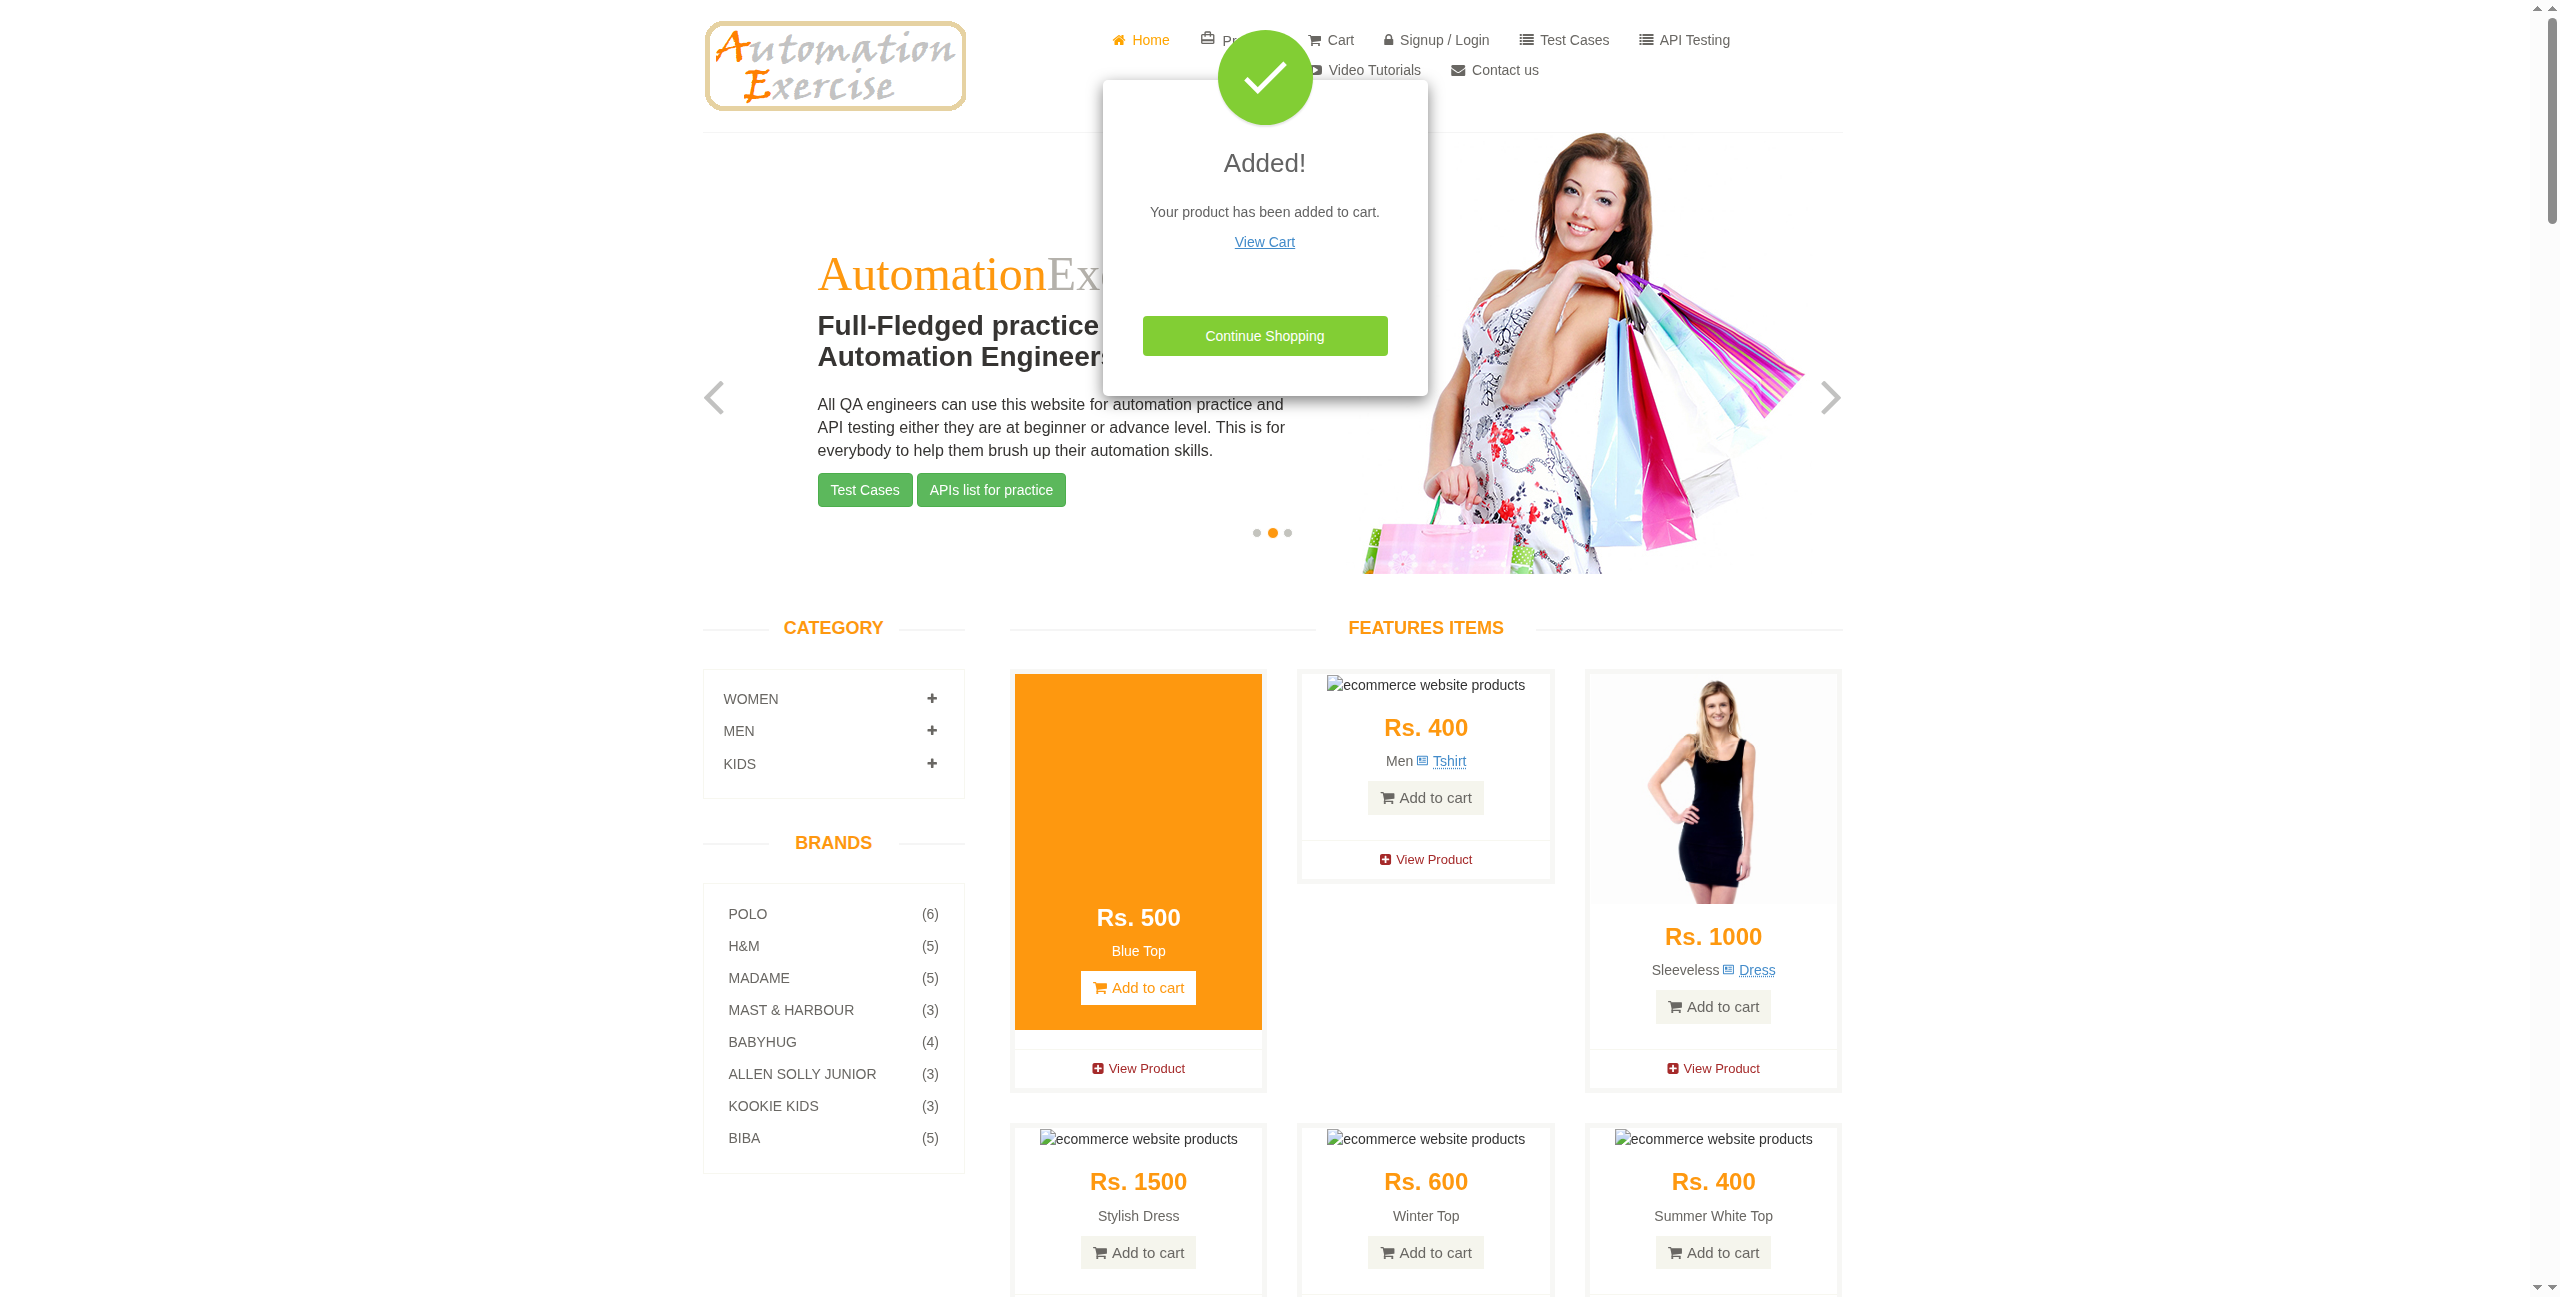 Automation
Exercise
Home
Cart
Signup / Login
Test Cases
API Testing
Video Tutorials
Contact us
Added!
Your product has been added to cart.
View Cart
Continue Shopping
Automation
Full-Fledged practice
Automation Engineers
All QA engineers can use this website for automation practice and
API testing either they are at beginner or advance level. This is for
everybody to help them brush up their automation skills.
Test Cases
APIs list for practice
CATEGORY
WOMEN
MEN
KIDS
BRANDS
POLO (6)
H&M (5)
MADAME (5)
MAST & HARBOUR (3)
BABYHUG (4)
ALLEN SOLLY JUNIOR (3)
KOOKIE KIDS (3)
BIBA (5)
FEATURES ITEMS
Rs. 500
Blue Top
Add to cart
View Product
ecommerce website products
Rs. 400
Men Tshirt
Add to cart
View Product
Rs. 1000
Sleeveless Dress
Add to cart
View Product
ecommerce website products
Rs. 1500
Stylish Dress
Add to cart
ecommerce website products
Rs. 600
Winter Top
Add to cart
ecommerce website products
Rs. 400
Summer White Top
Add to cart